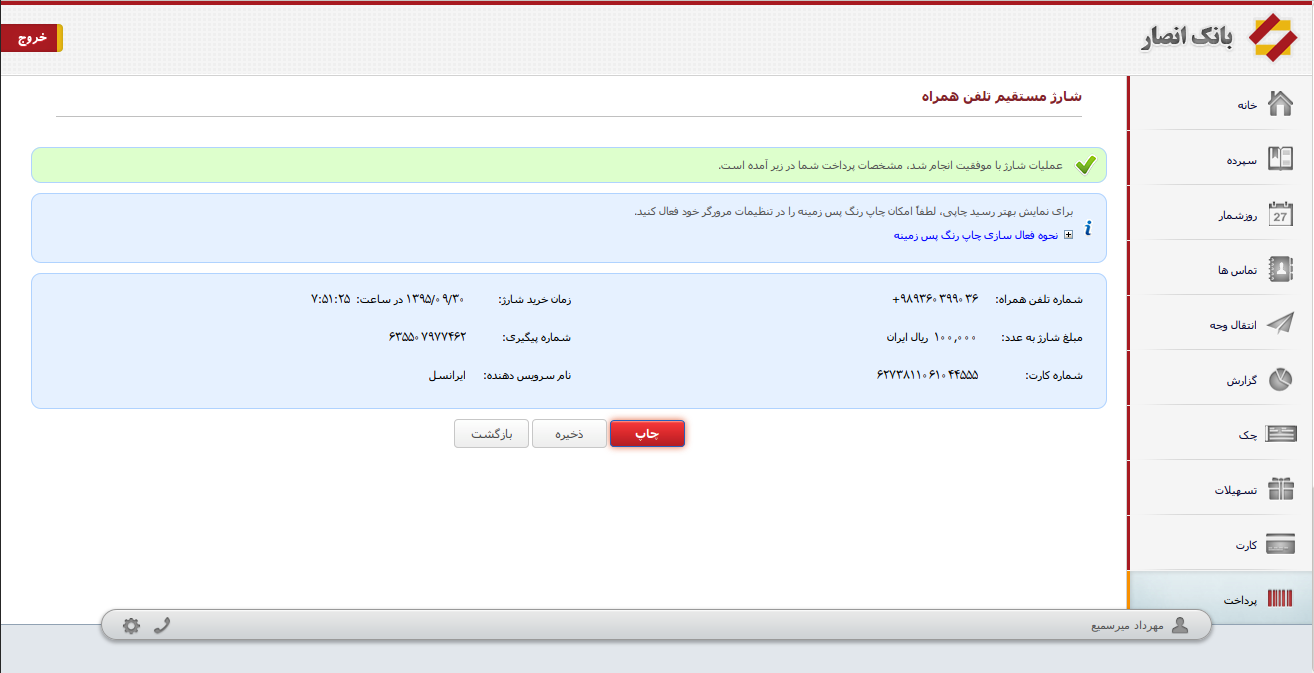 بانک انصار
خروج
خانه
سپرده
روزشمار
27
تماس ها
انتقال وجه
گزارش
چک
تسهیلات
کارت
پرداخت
شارژ مستقیم تلفن همراه
عملیات شارژ با موفقیت انجام شد، مشخصات پرداخت شما در زیر آمده است.
برای نمایش بهتر رسید چاپی، لطفاً امکان چاپ رنگ پس زمینه را در تنظیمات مرورگر خود فعال کنید.
نحوه فعال سازی چاپ رنگ پس زمینه
شماره تلفن همراه: +۹۸۹۳۶۰۳۹۹۰۳۶ زمان خرید شارژ: ۱۳۹۵/۰۹/۳۰ در ساعت: ۷:۵۱:۲۵
مبلغ شارژ به عدد: ۱۰۰,۰۰۰ ریال ایران شماره پیگیری: ۶۳۵۵۰۷۹۷۷۴۶۲
شماره کارت: ۶۲۷۳۸۱۱۰۶۱۰۴۴۵۵۵ نام سرویس دهنده: ایرانسل
چاپ ذخیره بازگشت
مهرداد میرسمیع